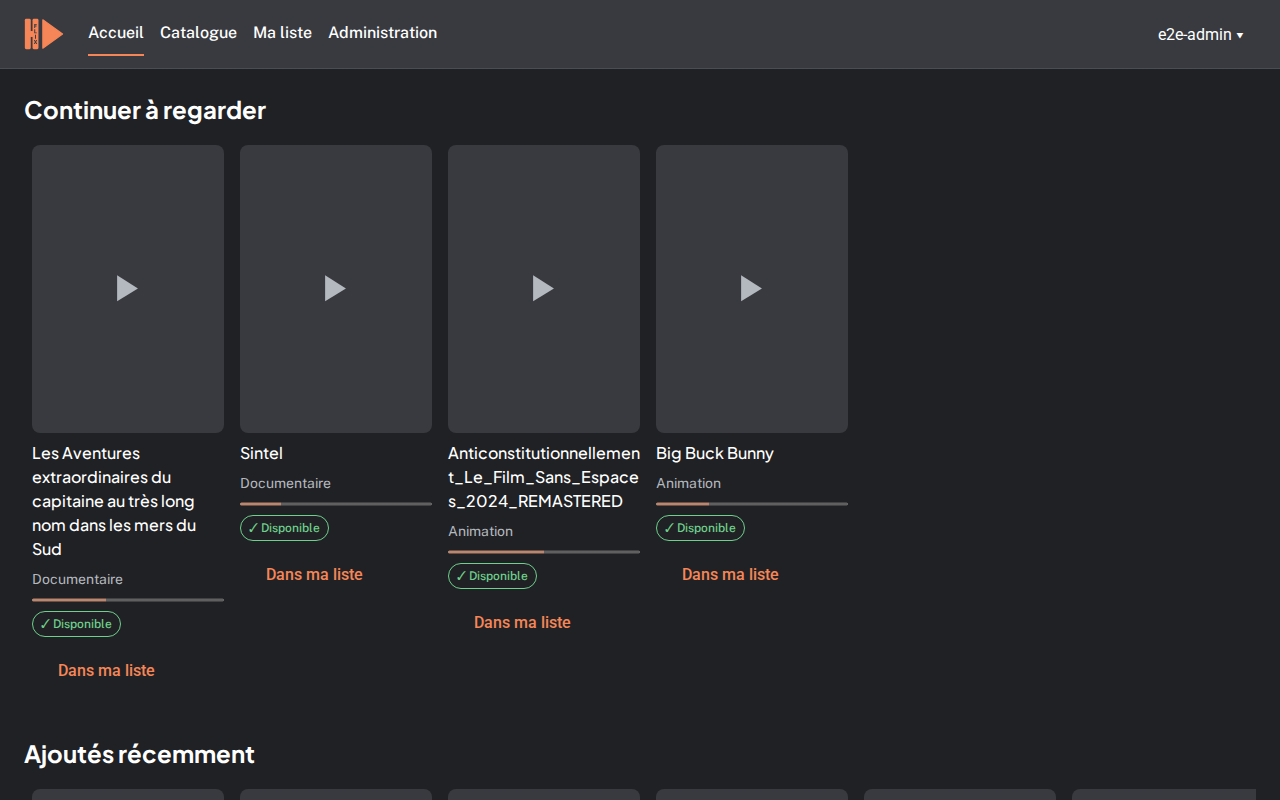 Accueil Catalogue Ma liste Administration e2e-admin ▾
Continuer à regarder
Les Aventures
extraordinaires du
capitaine au très long
nom dans les mers du
Sud
Documentaire
✓ Disponible
Dans ma liste
Sintel
Documentaire
✓ Disponible
Dans ma liste
Anticonstitutionnellemen
t_Le_Film_Sans_Espace
s_2024_REMASTERED
Animation
✓ Disponible
Dans ma liste
Big Buck Bunny
Animation
✓ Disponible
Dans ma liste
Ajoutés récemment